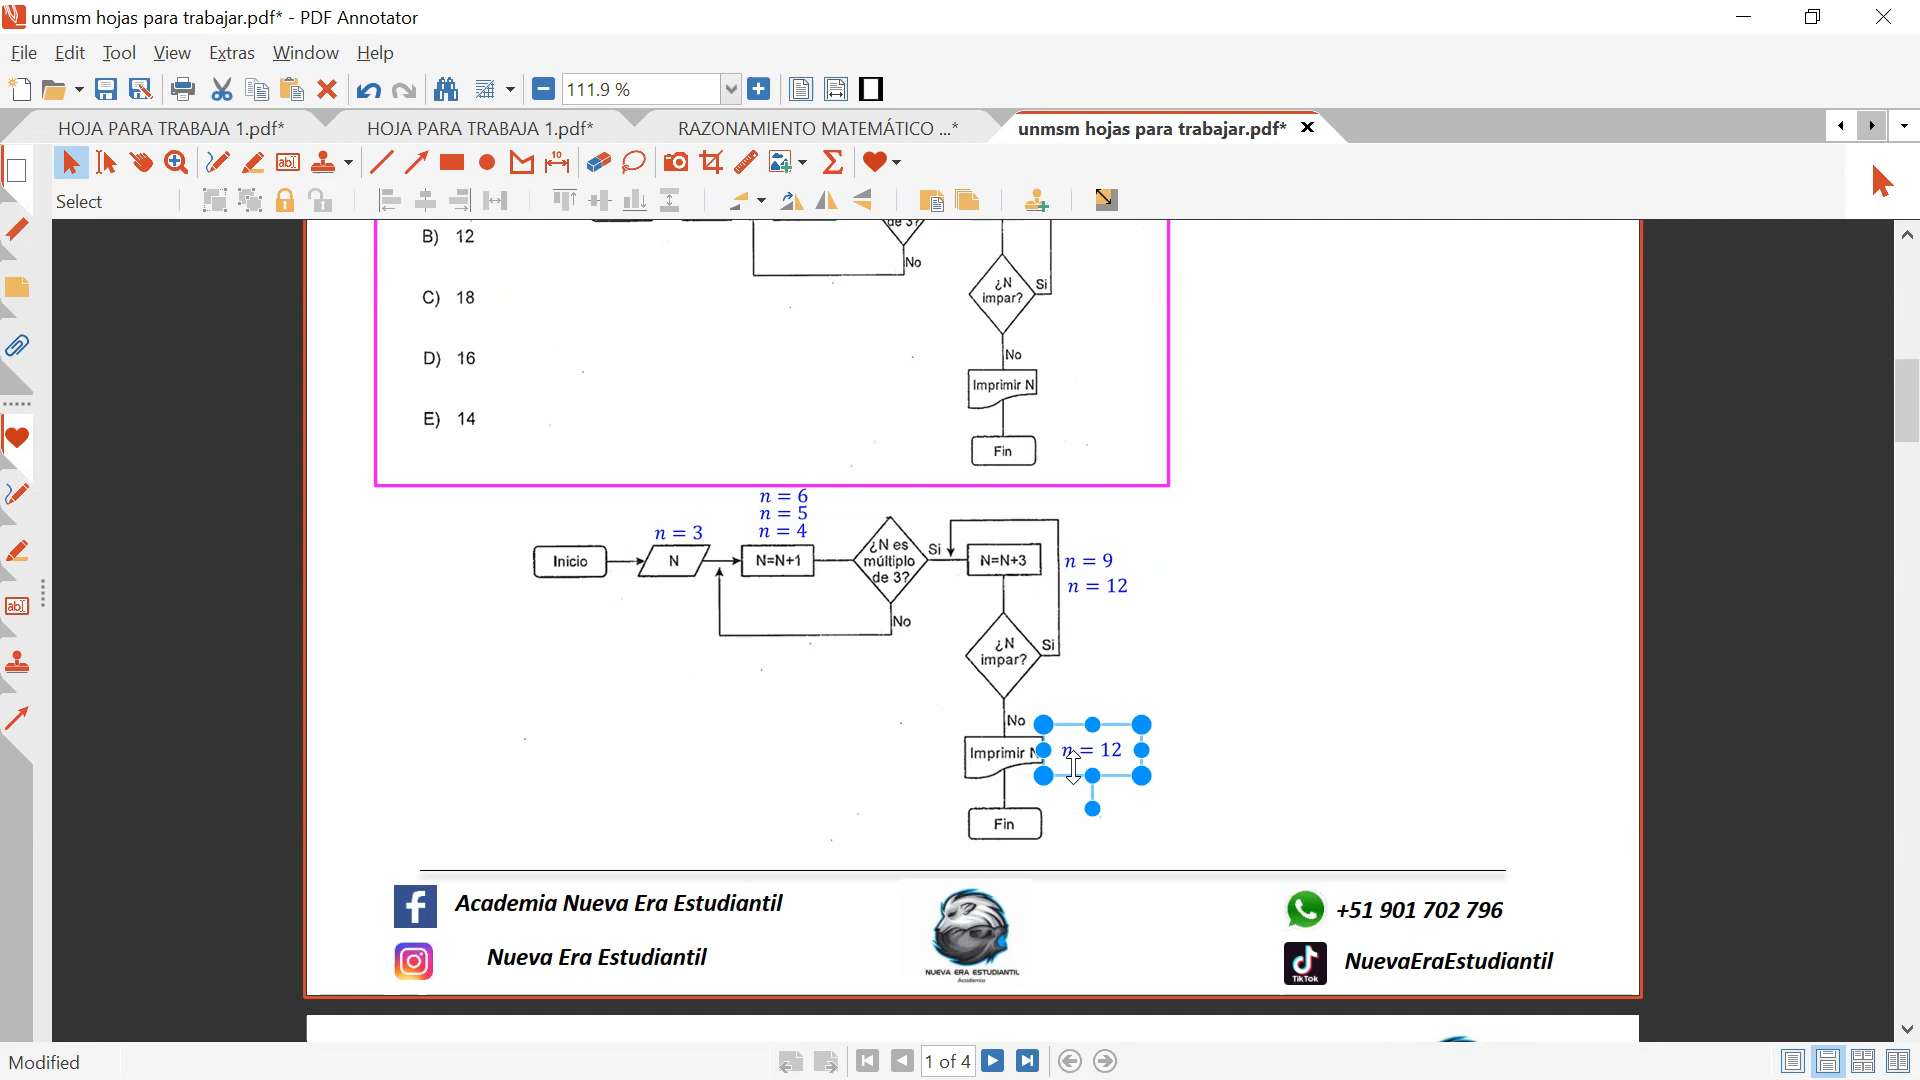 unmsm hojas para trabajar.pdf* - PDF Annotator
File Edit Tool View Extras Window Help
111.9 %
HOJA PARA TRABAJA 1.pdf* HOJA PARA TRABAJA 1.pdf* RAZONAMIENTO MATEMÁTICO ...* unmsm hojas para trabajar.pdf*
Select
de 3?
B) 12
No
¿N
impar?
Si
C) 18
No
D) 16
Imprimir N
E) 14
Fin
n = 6
n = 5
n = 3
n = 4
Inicio
N
N=N+1
¿N es
múltiplo
de 3?
Si
N=N+3
n = 9
n = 12
No
¿N
impar?
Si
No
Imprimir N
n = 12
Fin
Academia Nueva Era Estudiantil
+51 901 702 796
Nueva Era Estudiantil
NUEVA ERA ESTUDIANTIL
Academia
TikTok
NuevaEraEstudiantil
Modified
1 of 4